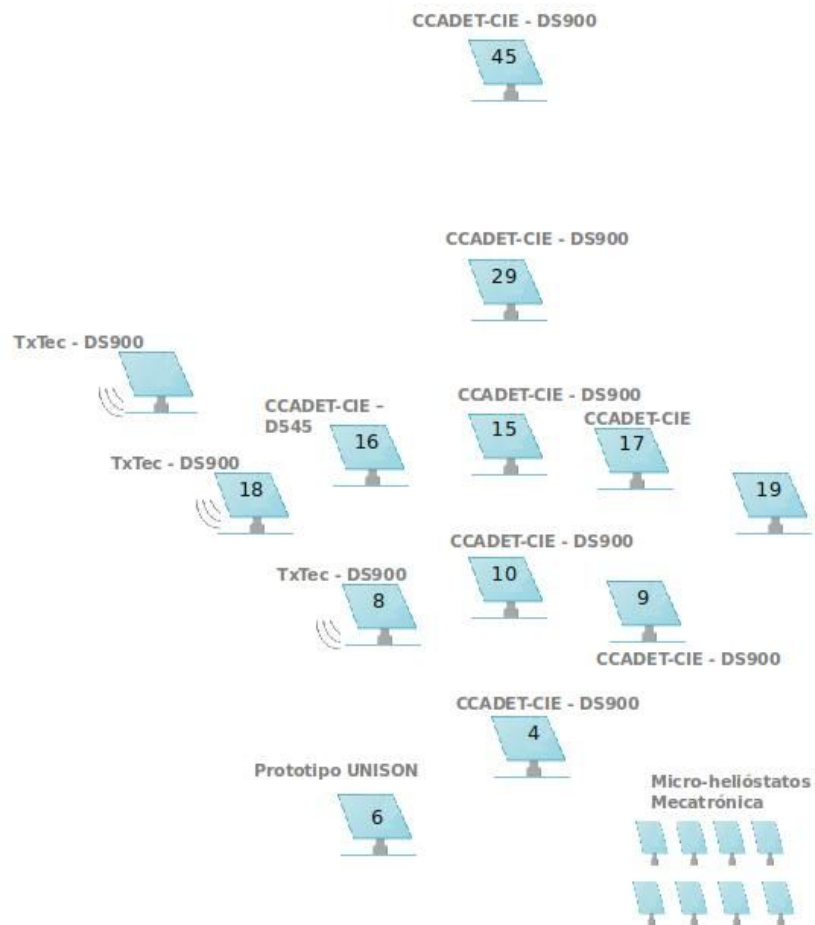 CCADET-CIE - DS900
45
CCADET-CIE - DS900
29
TxTec - DS900
CCADET-CIE –
D545
16
CCADET-CIE - DS900
15
CCADET-CIE
17
TxTec - DS900
18
19
CCADET-CIE - DS900
10
TxTec - DS900
8
9
CCADET-CIE - DS900
CCADET-CIE - DS900
4
Prototipo UNISON
6
Micro-helióstatos
Mecatrónica